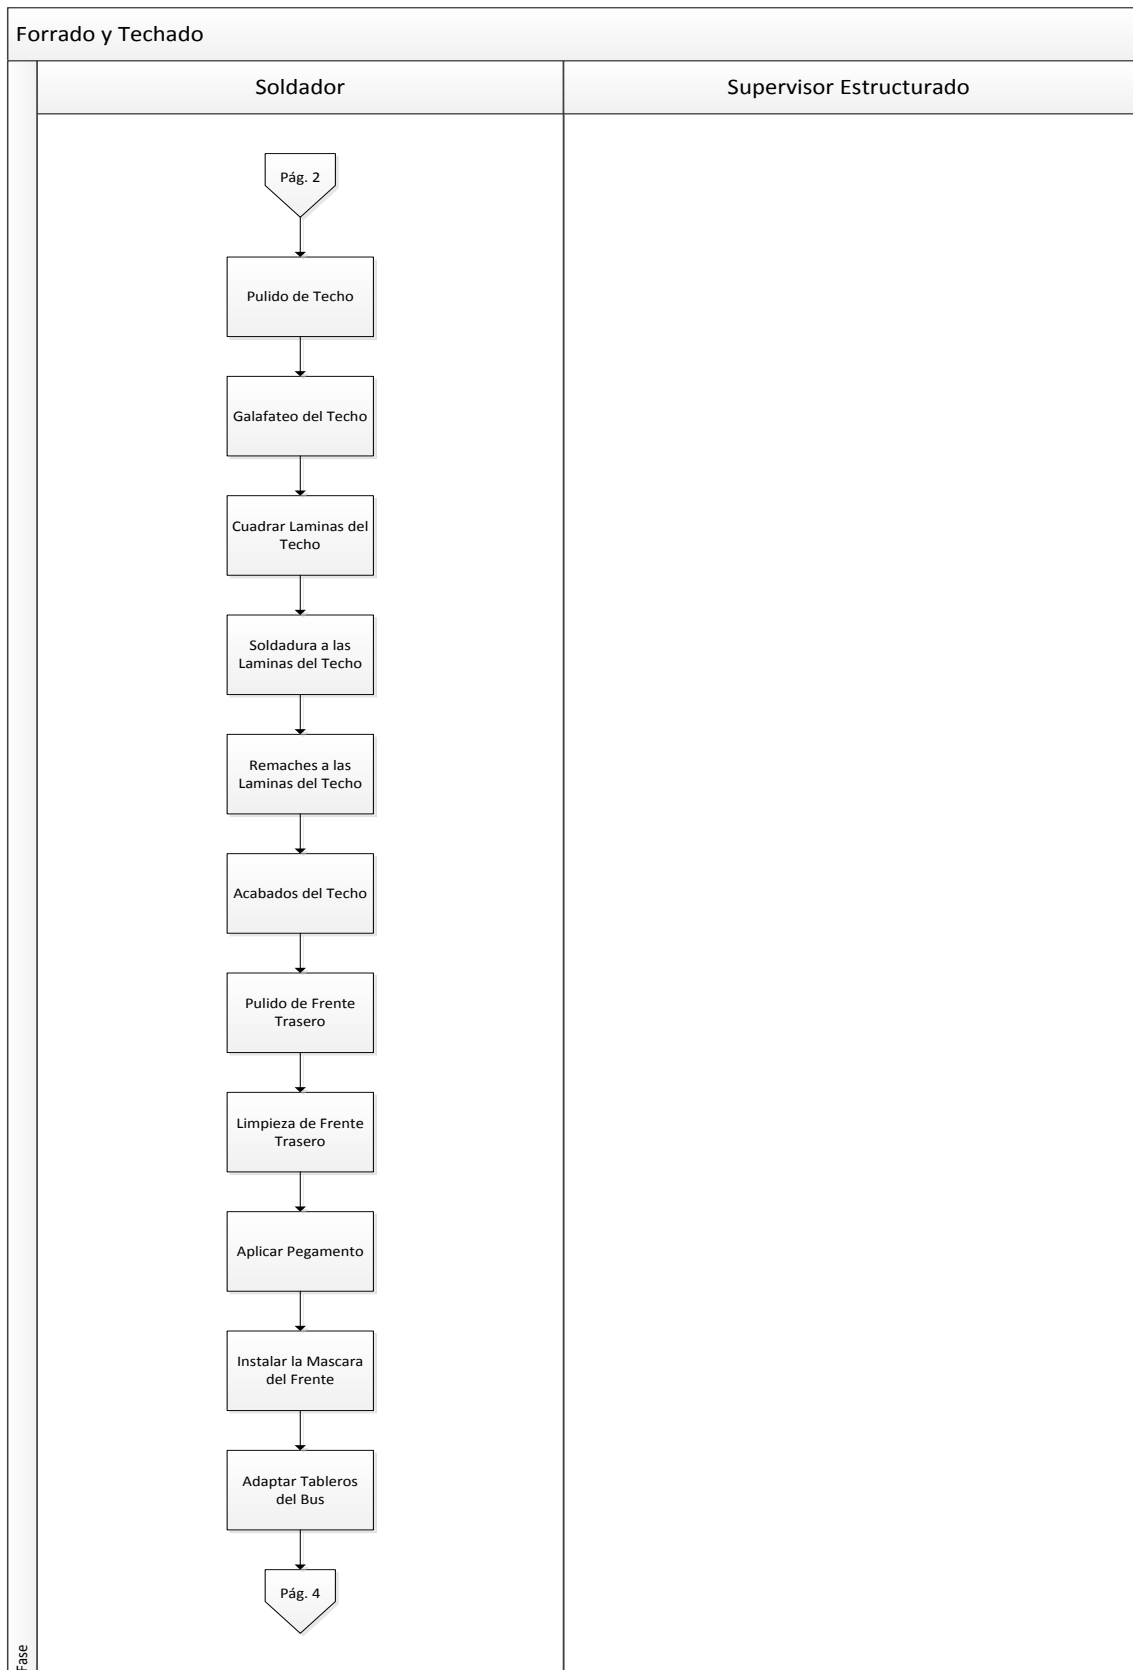 Forrado y Techado
Soldador
Supervisor Estructurado
Pág. 2
Pulido de Techo
Galafateo del Techo
Cuadrar Laminas del
Techo
Soldadura a las
Laminas del Techo
Remaches a las
Laminas del Techo
Acabados del Techo
Pulido de Frente
Trasero
Limpieza de Frente
Trasero
Aplicar Pegamento
Instalar la Mascara
del Frente
Adaptar Tableros
del Bus
Pág. 4
Fase